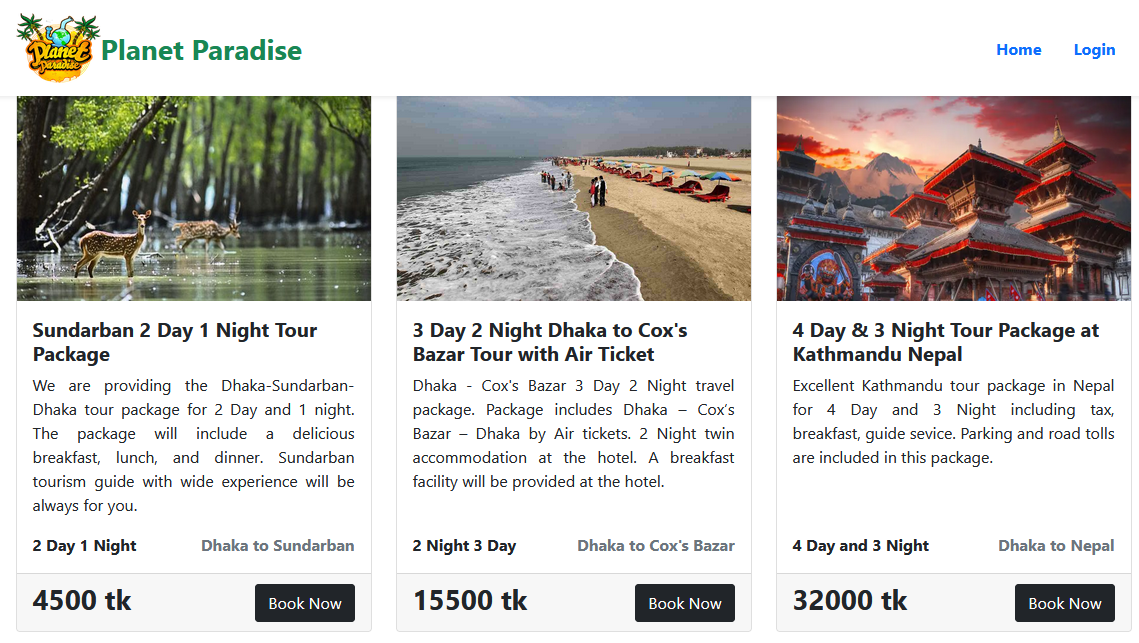 Planet
Paradise
Planet Paradise
Home
Login
Sundarban 2 Day 1 Night Tour
Package
We are providing the Dhaka-Sundarban-
Dhaka tour package for 2 Day and 1 night.
The package will include a delicious
breakfast, lunch, and dinner. Sundarban
tourism guide with wide experience will be
always for you.
2 Day 1 Night
Dhaka to Sundarban
4500 tk
Book Now
3 Day 2 Night Dhaka to Cox's
Bazar Tour with Air Ticket
Dhaka - Cox's Bazar 3 Day 2 Night travel
package. Package includes Dhaka – Cox’s
Bazar – Dhaka by Air tickets. 2 Night twin
accommodation at the hotel. A breakfast
facility will be provided at the hotel.
2 Night 3 Day
Dhaka to Cox's Bazar
15500 tk
Book Now
4 Day & 3 Night Tour Package at
Kathmandu Nepal
Excellent Kathmandu tour package in Nepal
for 4 Day and 3 Night including tax,
breakfast, guide sevice. Parking and road tolls
are included in this package.
4 Day and 3 Night
Dhaka to Nepal
32000 tk
Book Now